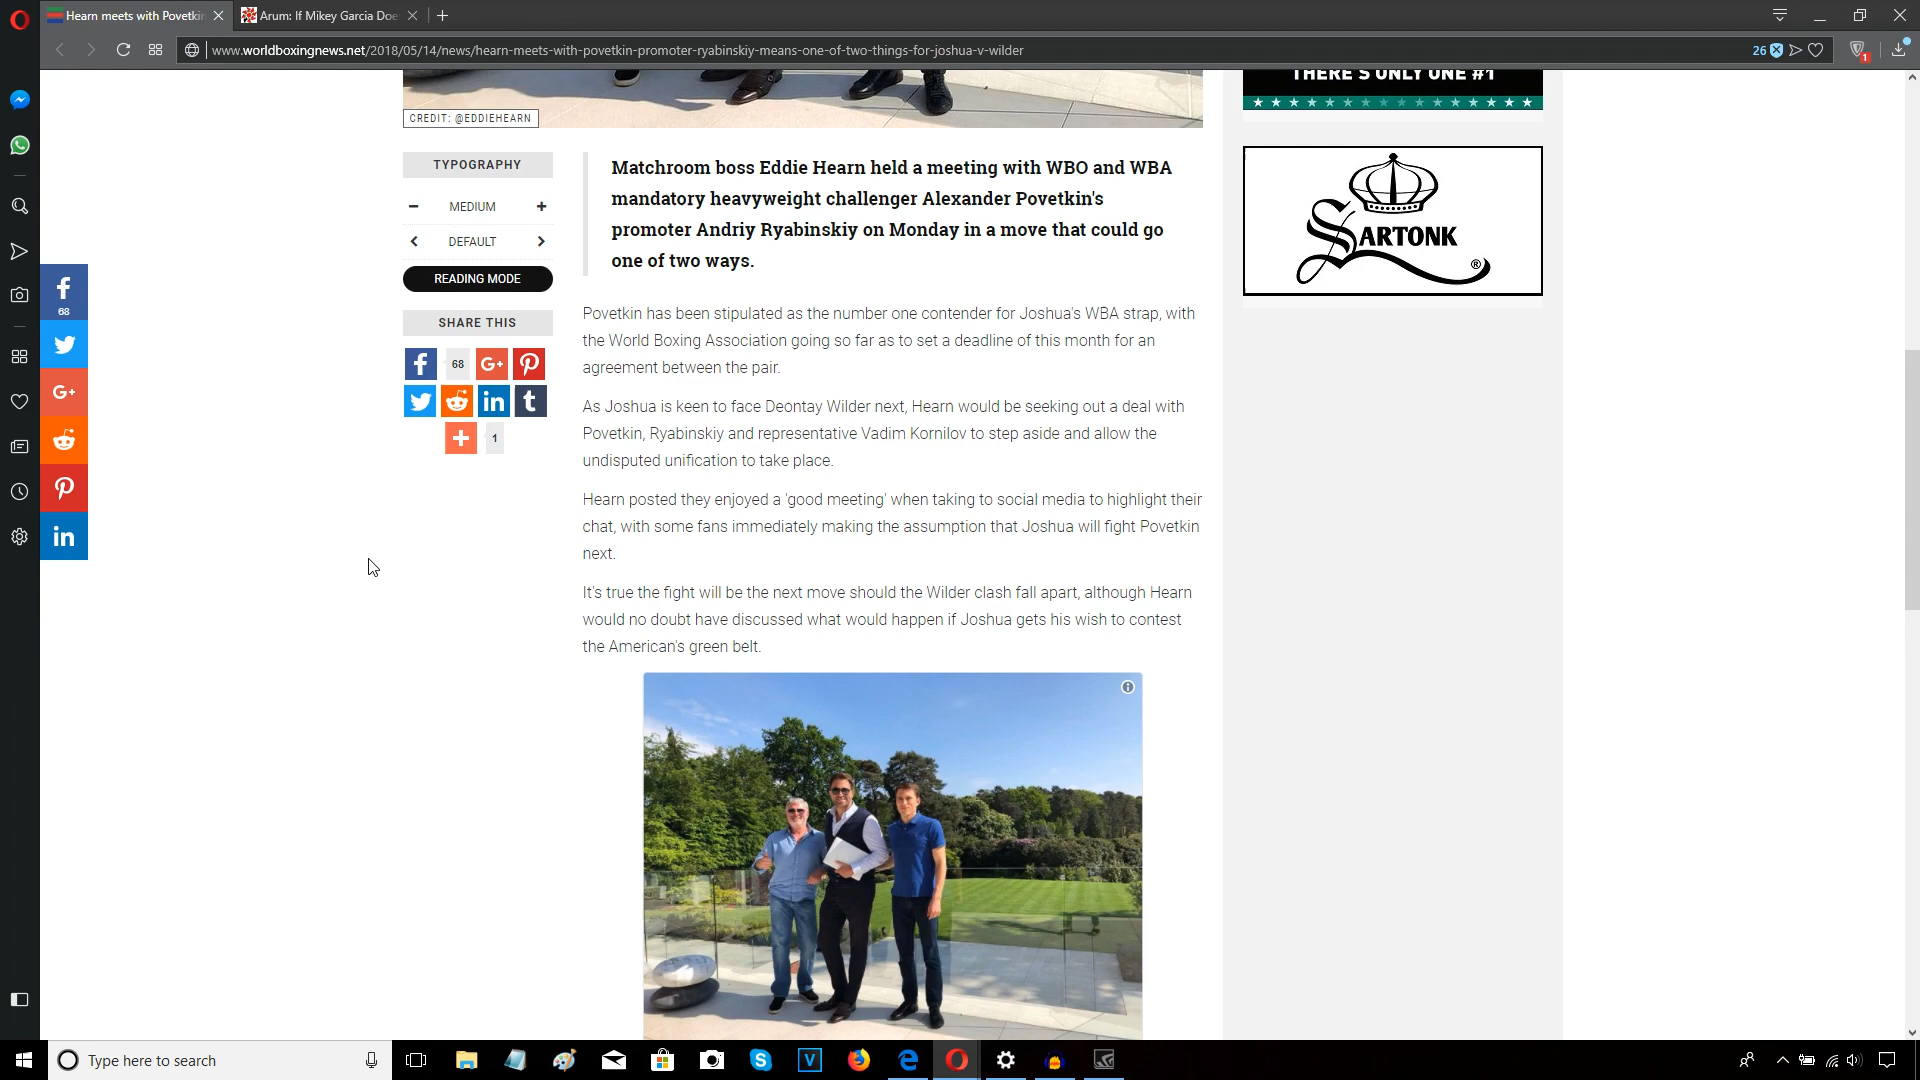 Hearn meets with Povetkin
Arum: If Mikey Garcia Doe
www.worldboxingnews.net/2018/05/14/news/hearn-meets-with-povetkin-promoter-ryabinskiy-means-one-of-two-things-for-joshua-v-wilder
26
1
THERE'S ONLY ONE #1
CREDIT: @EDDIEHEARN
TYPOGRAPHY
MEDIUM
DEFAULT
READING MODE
SHARE THIS
68
68
1
Matchroom boss Eddie Hearn held a meeting with WBO and WBA
mandatory heavyweight challenger Alexander Povetkin's
promoter Andriy Ryabinskiy on Monday in a move that could go
one of two ways.
Povetkin has been stipulated as the number one contender for Joshua's WBA strap, with
the World Boxing Association going so far as to set a deadline of this month for an
agreement between the pair.
As Joshua is keen to face Deontay Wilder next, Hearn would be seeking out a deal with
Povetkin, Ryabinskiy and representative Vadim Kornilov to step aside and allow the
undisputed unification to take place.
Hearn posted they enjoyed a 'good meeting' when taking to social media to highlight their
chat, with some fans immediately making the assumption that Joshua will fight Povetkin
next.
It's true the fight will be the next move should the Wilder clash fall apart, although Hearn
would no doubt have discussed what would happen if Joshua gets his wish to contest
the American's green belt.
SARTONK ®
Type here to search